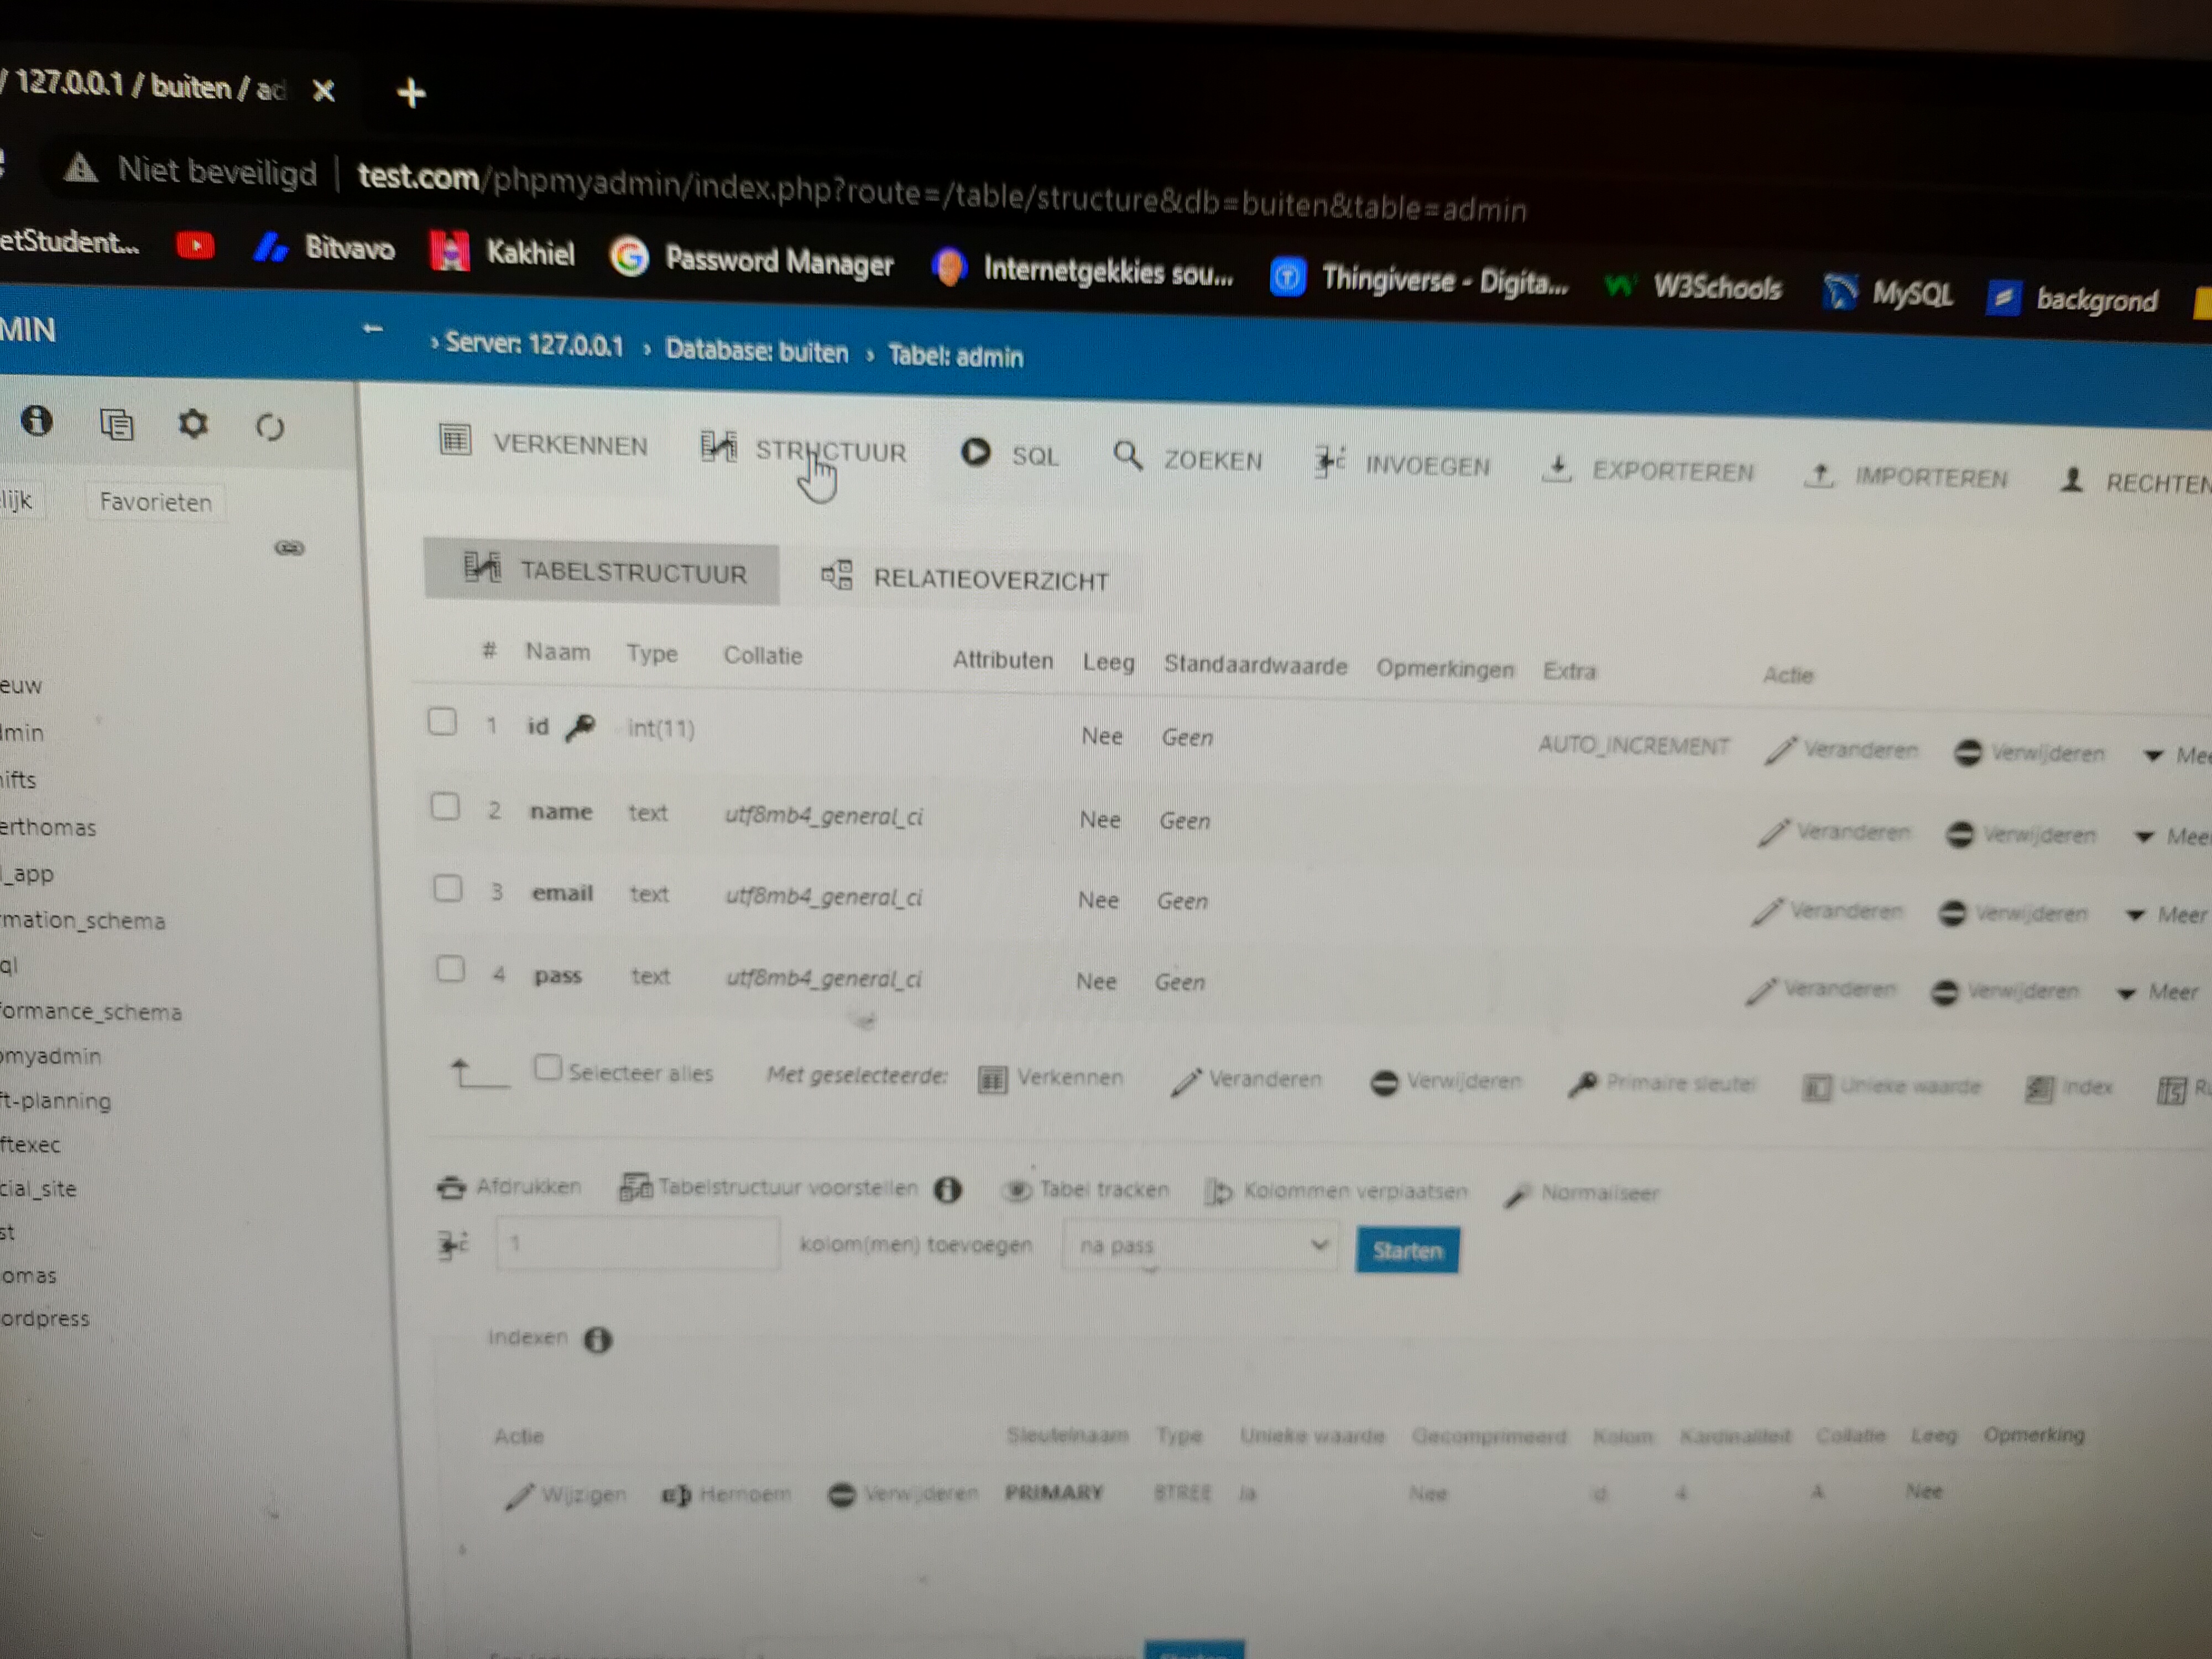 / 127.0.0.1 / buiten / ad
Niet beveiligd | test.com/phpmyadmin/index.php?route=/table/structure&db=buiten&table=admin
etStudent... Bitvavo Kakhiel Password Manager Internetgekkies sou... Thingiverse - Digita... W3Schools MySQL backgrond
MIN
› Server: 127.0.0.1 › Database: buiten › Tabel: admin
VERKENNEN STRUCTUUR SQL ZOEKEN INVOEGEN EXPORTEREN IMPORTEREN RECHTEN
lijk Favorieten
TABELSTRUCTUUR RELATIEOVERZICHT
# Naam Type Collatie Attributen Leeg Standaardwaarde Opmerkingen Extra Actie
1 id int(11) Nee Geen AUTO_INCREMENT Veranderen Verwijderen Mee
2 name text utf8mb4_general_ci Nee Geen Veranderen Verwijderen Meer
3 email text utf8mb4_general_ci Nee Geen Veranderen Verwijderen Meer
4 pass text utf8mb4_general_ci Nee Geen Veranderen Verwijderen Meer
Selecteer alles Met geselecteerde: Verkennen Veranderen Verwijderen Primaire sleutel Unieke waarde Index
Afdrukken Tabelstructuur voorstellen Tabel tracken Kolommen verplaatsen Normaliseer
1 kolom(men) toevoegen na pass Starten
Indexen
Actie Sleutelnaam Type Unieke waarde Gecomprimeerd Kolom Kardinaliteit Collatie Leeg Opmerking
Wijzigen Hernoem Verwijderen PRIMARY BTREE Ja Nee id 4 A Nee
euw
dmin
hifts
erthomas
l_app
rmation_schema
ql
formance_schema
omyadmin
ft-planning
ftexec
cial_site
st
omas
ordpress